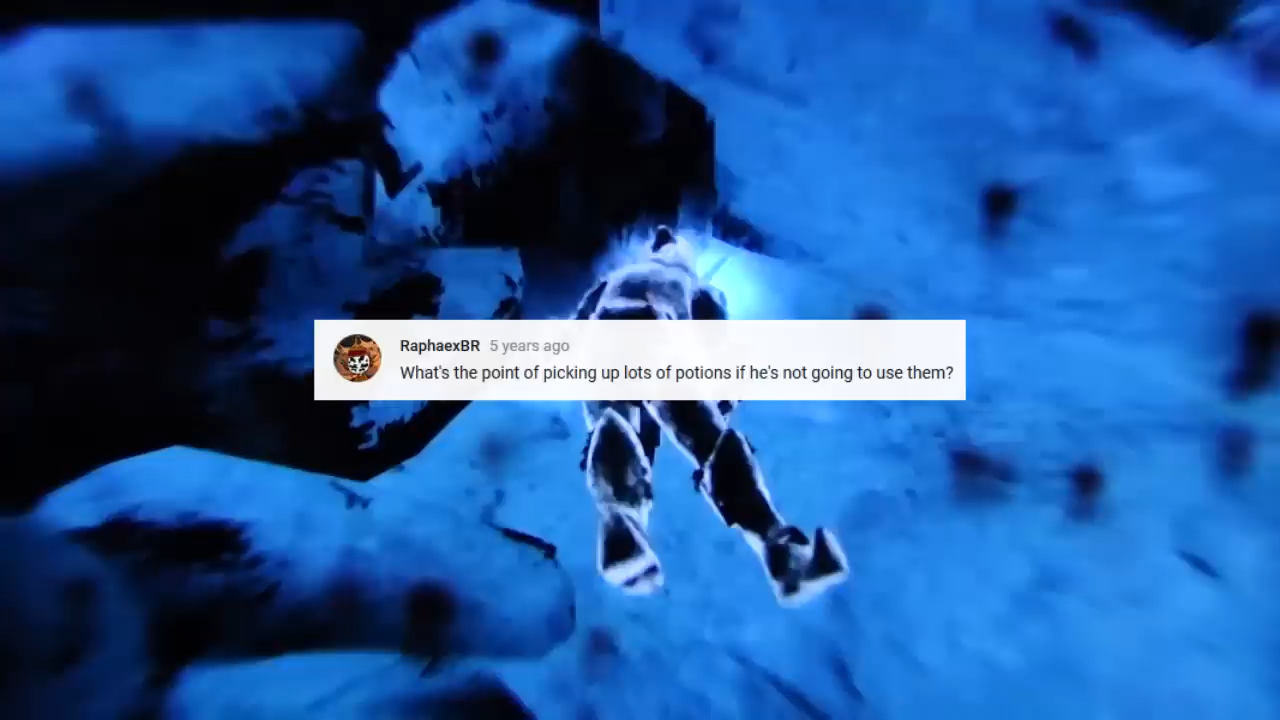 RaphaexBR 5 years ago
What's the point of picking up lots of potions if he's not going to use them?